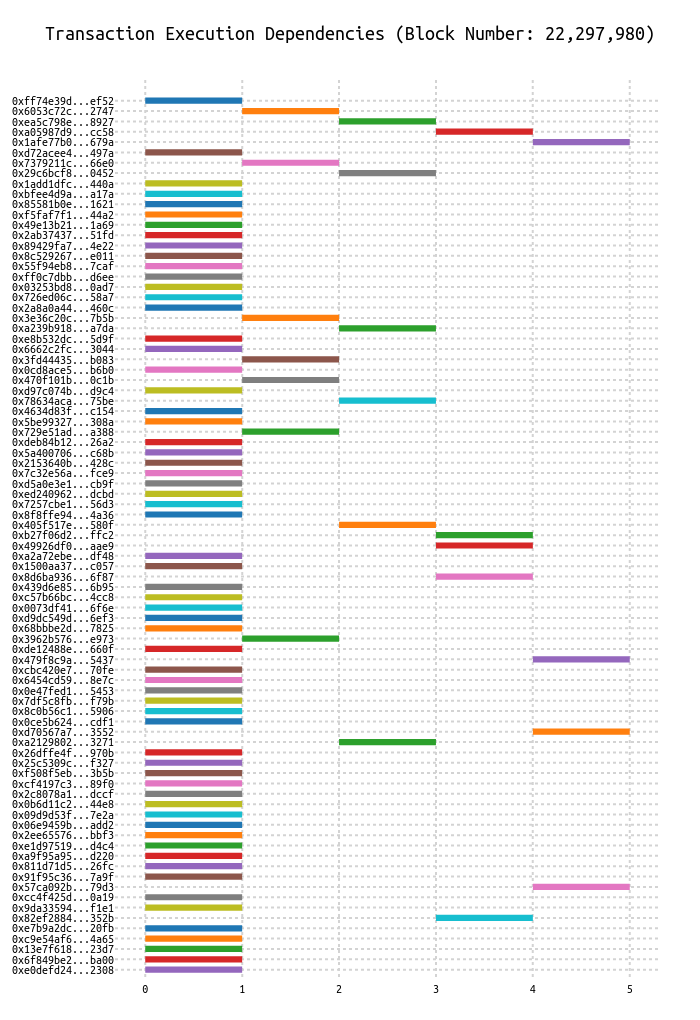 Transaction Execution Dependencies (Block Number: 22,297,980)
0xff74e39d...ef52
0x6053c72c...2747
0xea5c798e...8927
0xa05987d9...cc58
0x1afe77b0...679a
0xd72acee4...497a
0x7379211c...66e0
0x29c6bcf8...0452
0x1add1dfc...440a
0xbfee4d9a...a17a
0x85581b0e...1621
0xf5faf7f1...44a2
0x49e13b21...1a69
0x2ab37437...51fd
0x89429fa7...4e22
0x8c529267...e011
0x55f94eb8...7caf
0xff0c7dbb...d6ee
0x03253bd8...0ad7
0x726ed06c...58a7
0x2a8a0a44...460c
0x3e36c20c...7b5b
0xa239b918...a7da
0xe8b532dc...5d9f
0x6662c2fc...3044
0x3fd44435...b083
0x0cd8ace5...b6b0
0x470f101b...0c1b
0xd97c074b...d9c4
0x78634aca...75be
0x4634d83f...c154
0x5be99327...308a
0x729e51ad...a388
0xdeb84b12...26a2
0x5a400706...c68b
0x2153640b...428c
0x7c32e56a...fce9
0xd5a0e3e1...cb9f
0xed240962...dcbd
0x7257cbe1...56d3
0x8f8ffe94...4a36
0x405f517e...580f
0xb27f06d2...ffc2
0x49926df0...aae9
0xa2a72ebe...df48
0x1500aa37...c057
0x8d6ba936...6f87
0x439d6e85...6b95
0xc57b66bc...4cc8
0x0073df41...6f6e
0xd9dc549d...6ef3
0x68bbbe2d...7825
0x3962b576...e973
0xde12488e...660f
0x479f8c9a...5437
0xcbc420e7...70fe
0x6454cd59...8e7c
0x0e47fed1...5453
0x7df5c8fb...f79b
0x8c0b56c1...5906
0x0ce5b624...cdf1
0xd70567a7...3552
0xa2129802...3271
0x26dffe4f...970b
0x25c5309c...f327
0xf508f5eb...3b5b
0xcf4197c3...89f0
0x2c8078a1...dccf
0x0b6d11c2...44e8
0x09d9d53f...7e2a
0x06e9459b...add2
0x2ee65576...bbf3
0xe1d97519...d4c4
0xa9f95a95...d220
0x811d71d5...26fc
0x91f95c36...7a9f
0x57ca092b...79d3
0xcc4f425d...0a19
0x9da33594...f1e1
0x82ef2884...352b
0xe7b9a2dc...20fb
0xc9e54af6...4a65
0x13e7f618...23d7
0x6f849be2...ba00
0xe0defd24...2308
0 1 2 3 4 5